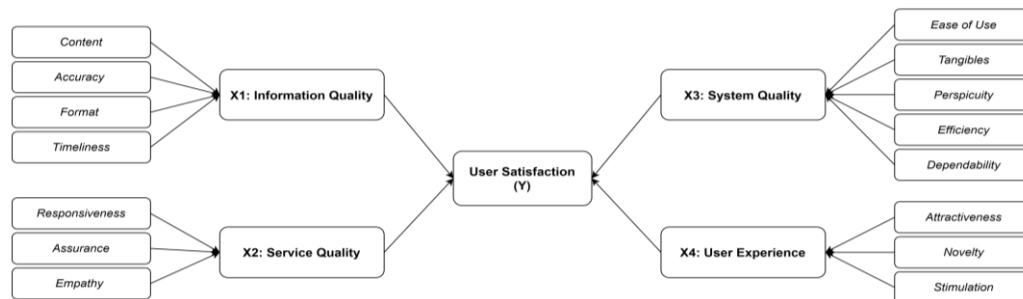 Content
Accuracy
Format
Timeliness
X1: Information Quality
Responsiveness
Assurance
Empathy
X2: Service Quality
User Satisfaction
(Y)
X3: System Quality
Ease of Use
Tangibles
Perspicuity
Efficiency
Dependability
X4: User Experience
Attractiveness
Novelty
Stimulation